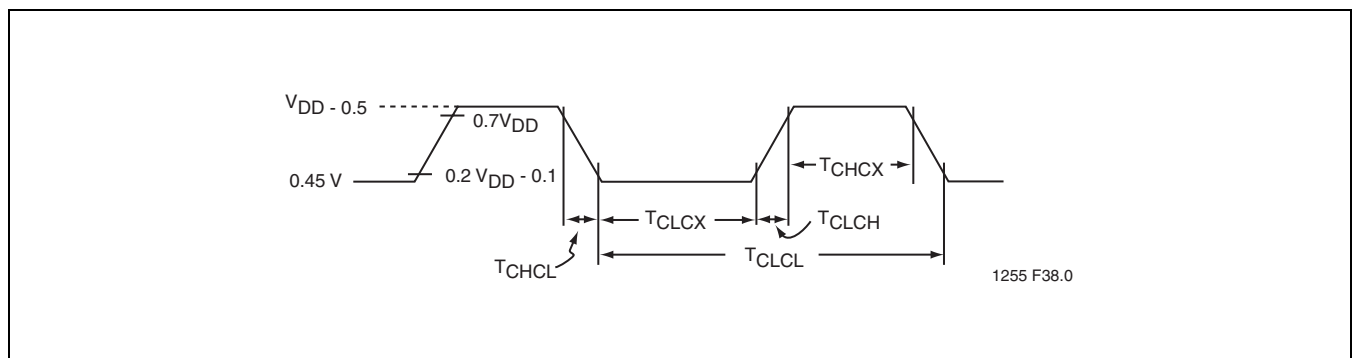 VDD - 0.5
0.7VDD
0.45 V
0.2 VDD - 0.1
TCHCX
TCLCX
TCLCH
TCHCL
TCLCL
1255 F38.0